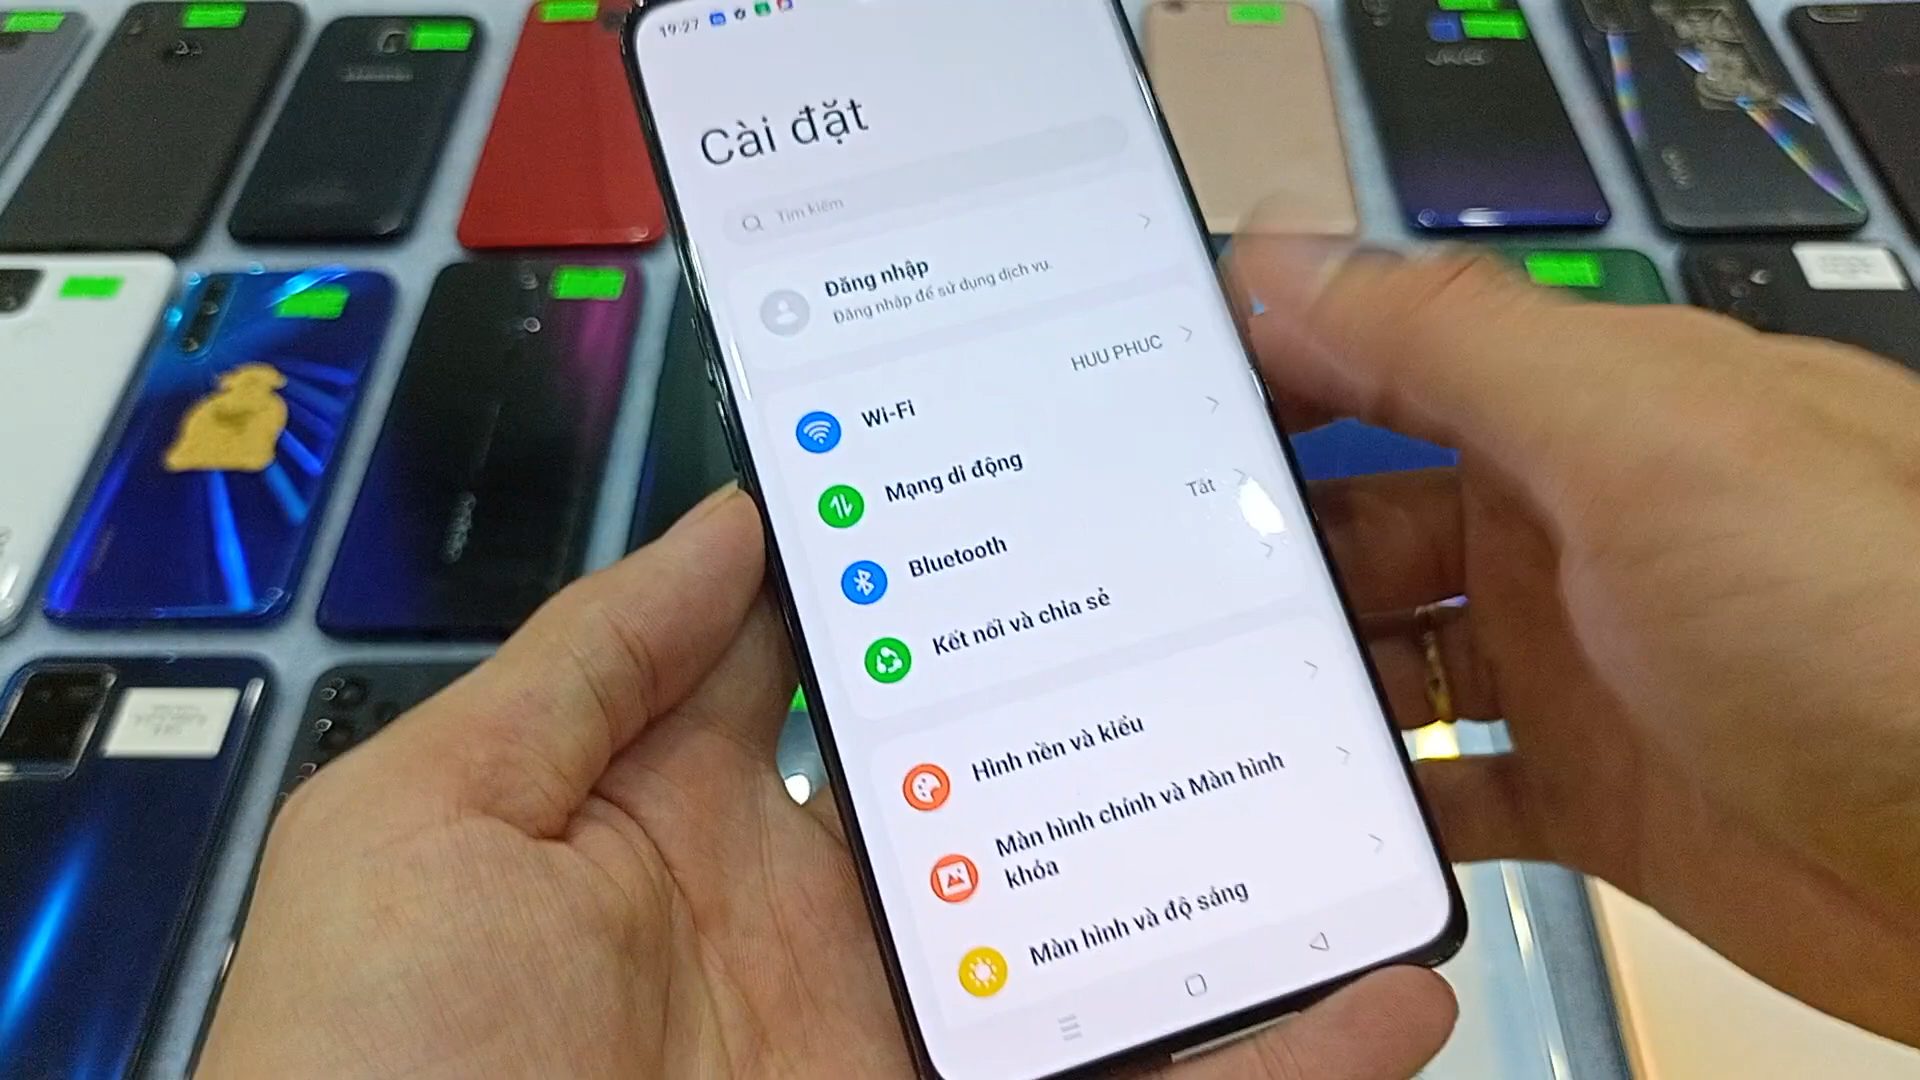 19:27
Cài đặt
Tìm kiếm
Đăng nhập
Đăng nhập để sử dụng dịch vụ.
Wi-Fi
HUU PHUC
Mạng di động
Bluetooth
Tắt
Kết nối và chia sẻ
Hình nền và kiểu
Màn hình chính và Màn hình
khóa
Màn hình và độ sáng